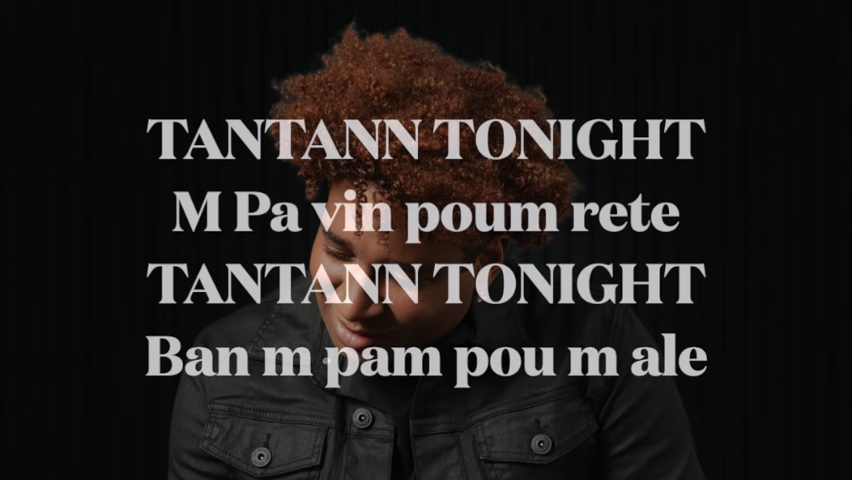 TANTANN TONIGHT
M Pa vin poum rete
TANTANN TONIGHT
Ban m pam pou m ale